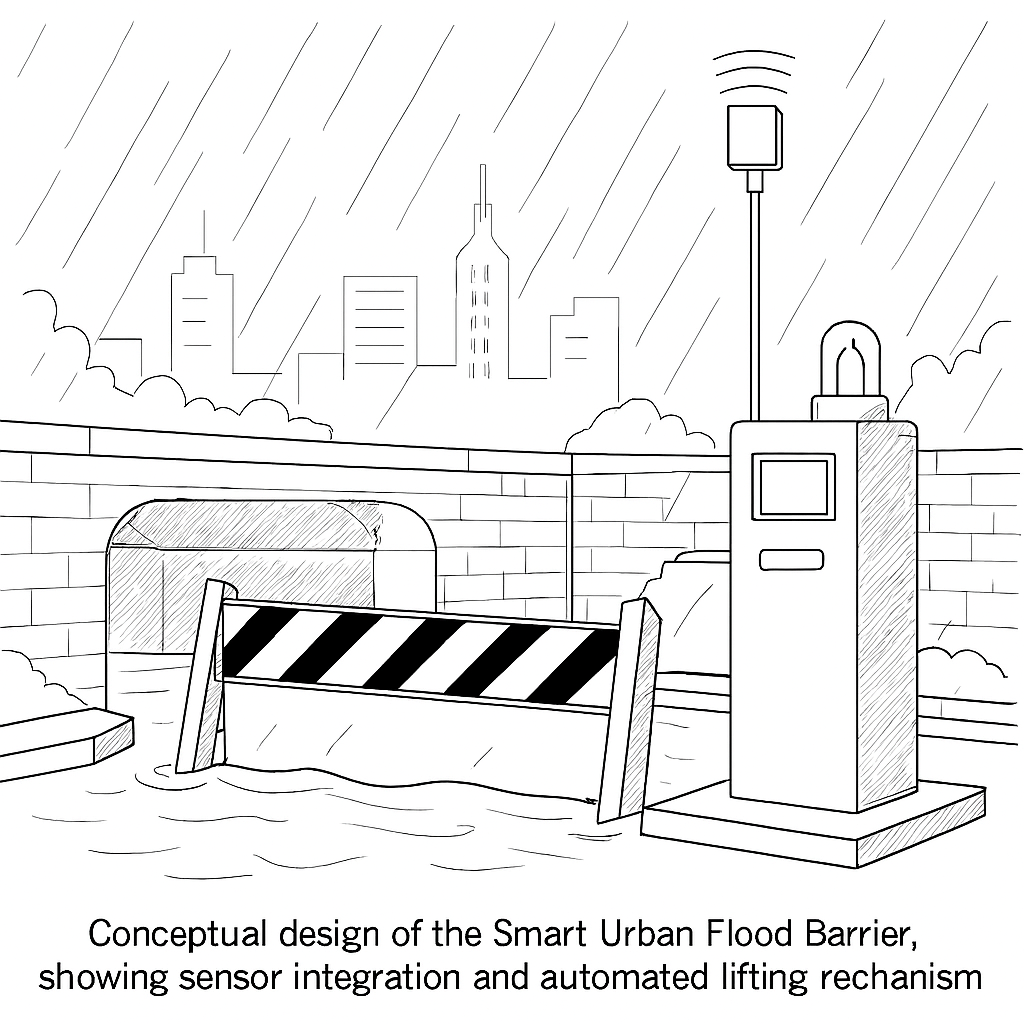 Conceptual design of the Smart Urban Flood Barrier,
showing sensor integration and automated lifting rechanism